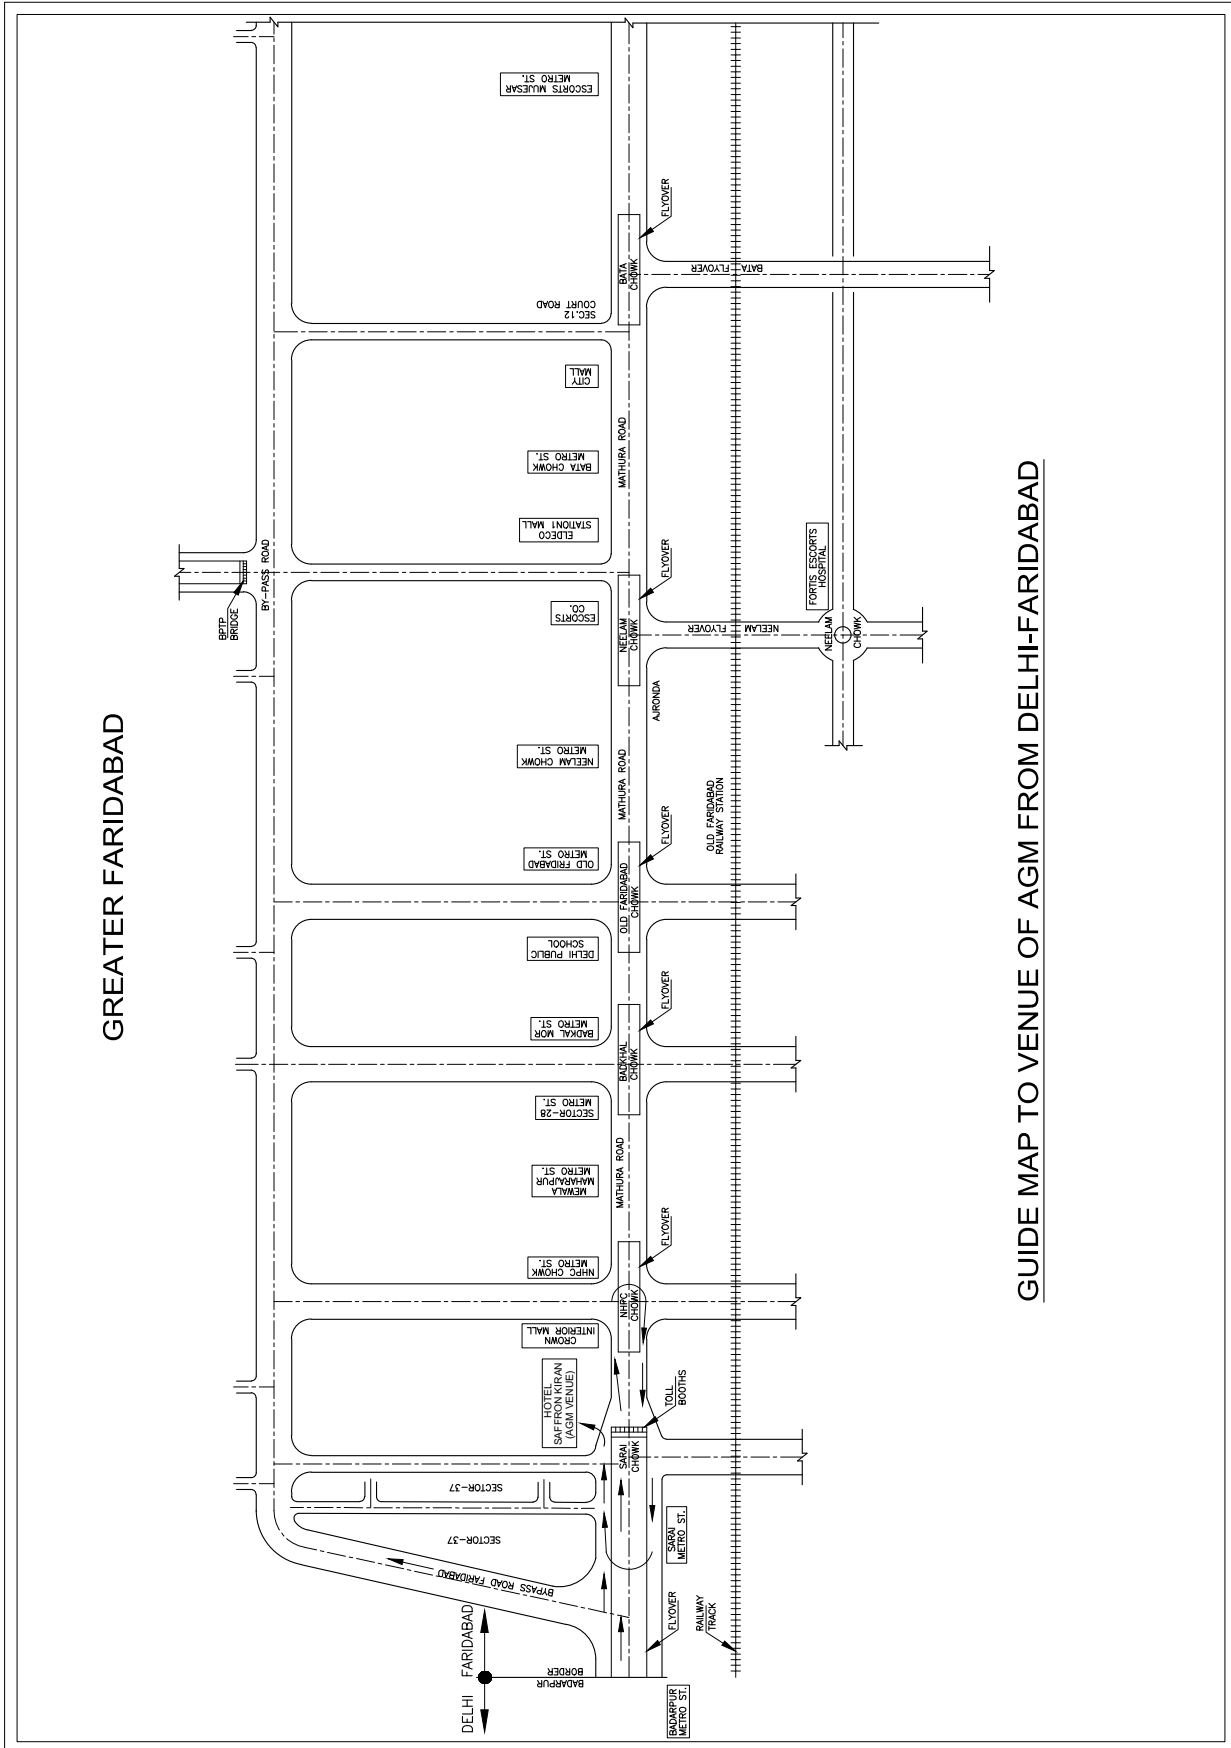 GREATER FARIDABAD
DELHI
FARIDABAD
BADARPUR
BORDER
BADARPUR
METRO ST.
BYPASS ROAD FARIDABAD
FLYOVER
RAILWAY
TRACK
SECTOR-37
SECTOR-37
SARAI
METRO ST.
SARAI
CHOWK
TOLL
BOOTHS
HOTEL
SAFFRON KIRAN
(AGM VENUE)
CROWN
INTERIOR MALL
NHPC
CHOWK
FLYOVER
NHPC CHOWK
METRO ST.
MEWALA
MAHARAJPUR
METRO ST.
MATHURA ROAD
SECTOR-28
METRO ST.
BADKHAL
CHOWK
FLYOVER
BADKAL MOR
METRO ST.
DELHI PUBLIC
SCHOOL
OLD FARIDABAD
CHOWK
FLYOVER
OLD FRIDABAD
METRO ST.
OLD FARIDABAD
RAILWAY STATION
NEELAM CHOWK
METRO ST.
MATHURA ROAD
AJRONDA
NEELAM
CHOWK
FLYOVER
NEELAM
FLYOVER
NEELAM
CHOWK
FORTIS ESCORTS
HOSPITAL
ESCORTS
CO.
BPTP
BRIDGE
BY-PASS ROAD
ELDECO
STATION1 MALL
BATA CHOWK
METRO ST.
MATHURA ROAD
CITY
MALL
SEC.12
COURT ROAD
BATA
CHOWK
FLYOVER
BATA
FLYOVER
ESCORTS MUJESAR
METRO ST.
GUIDE MAP TO VENUE OF AGM FROM DELHI-FARIDABAD